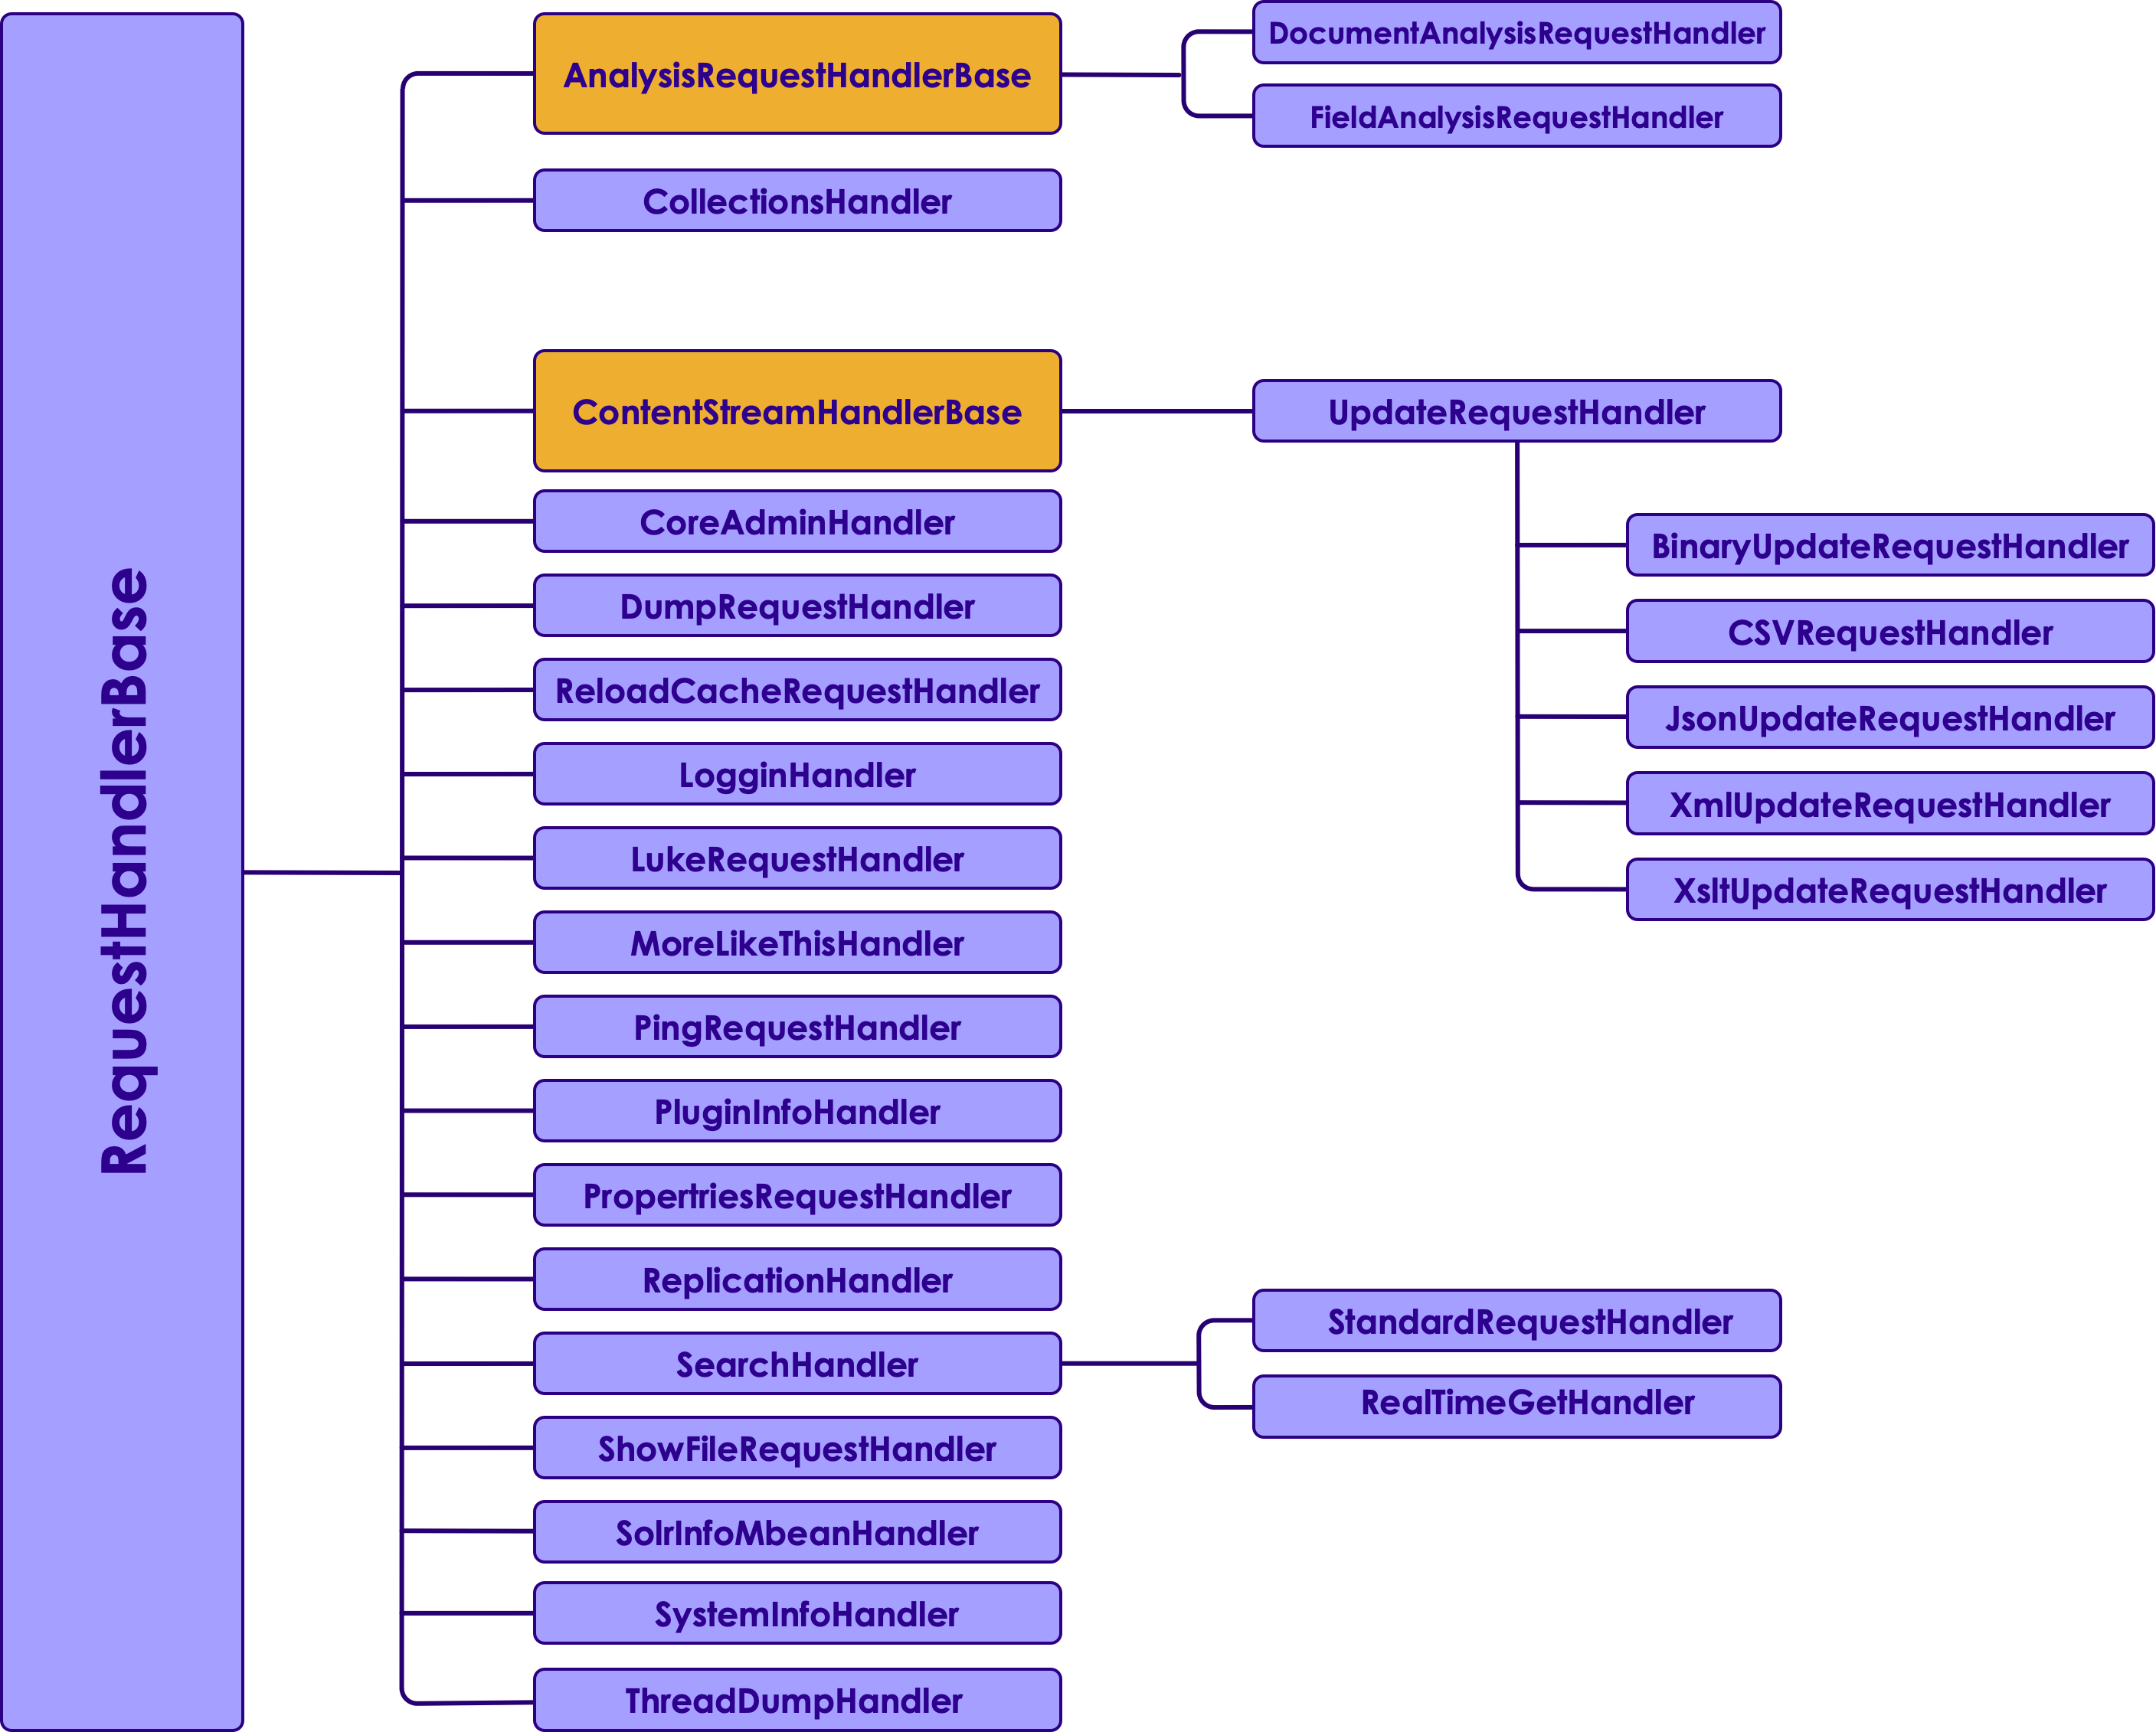 RequestHandlerBase
AnalysisRequestHandlerBase
DocumentAnalysisRequestHandler
FieldAnalysisRequestHandler
CollectionsHandler
ContentStreamHandlerBase
UpdateRequestHandler
BinaryUpdateRequestHandler
CSVRequestHandler
JsonUpdateRequestHandler
XmlUpdateRequestHandler
XsltUpdateRequestHandler
CoreAdminHandler
DumpRequestHandler
ReloadCacheRequestHandler
LogginHandler
LukeRequestHandler
MoreLikeThisHandler
PingRequestHandler
PluginInfoHandler
PropertriesRequestHandler
ReplicationHandler
SearchHandler
StandardRequestHandler
RealTimeGetHandler
ShowFileRequestHandler
SolrInfoMbeanHandler
SystemInfoHandler
ThreadDumpHandler